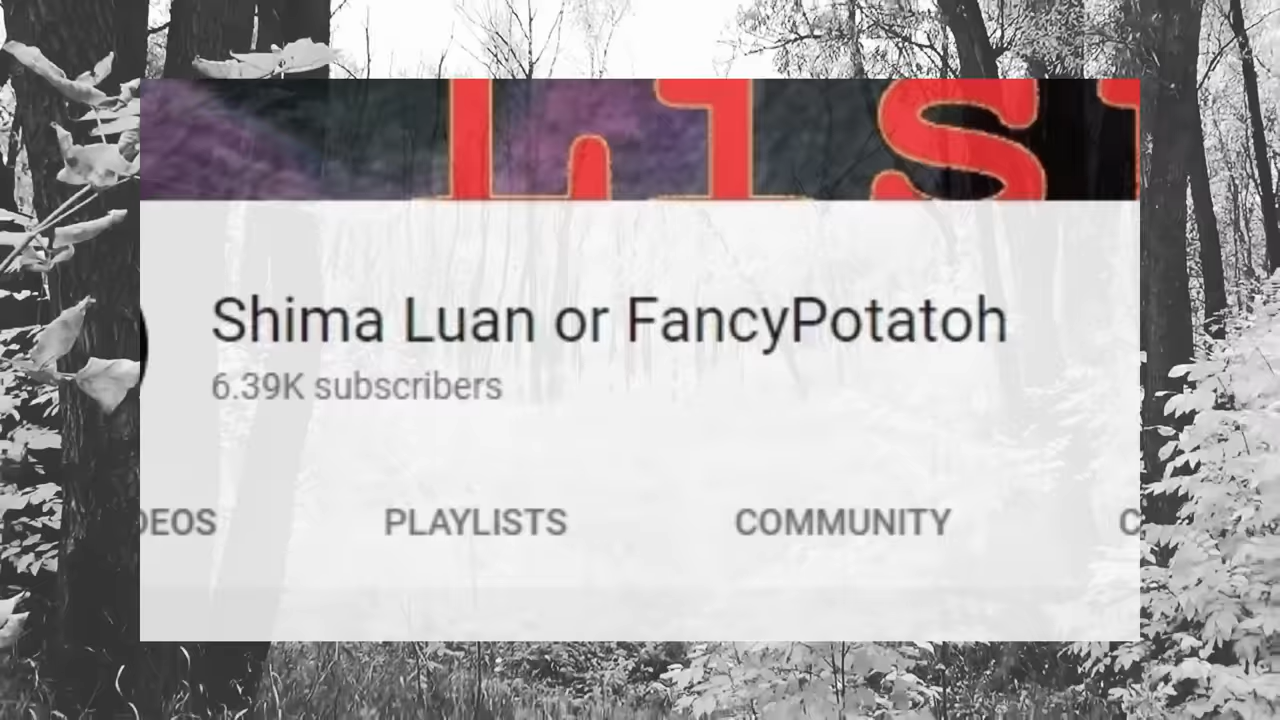 Shima Luan or FancyPotatoh
6.39K subscribers
PLAYLISTS COMMUNITY